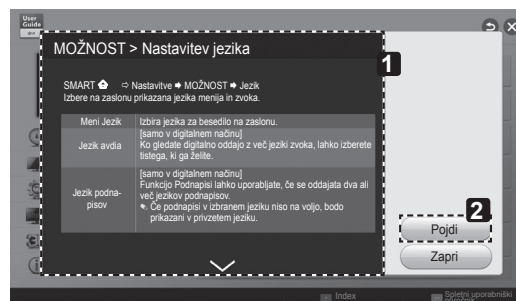 User
Guide
MOŽNOST > Nastavitev jezika
1
SMART ⇨ Nastavitve ➡ MOŽNOST ➡ Jezik
Izbere na zaslonu prikazana jezika menija in zvoka.
Meni Jezik
Izbira jezika za besedilo na zaslonu.
Jezik avdia
[samo v digitalnem načinu]
Ko gledate digitalno oddajo z več jeziki zvoka, lahko izberete
tistega, ki ga želite.
Jezik podna-
pisov
[samo v digitalnem načinu]
Funkcijo Podnapisi lahko uporabljate, če se oddajata dva ali
več jezikov podnapisov.
Če podnapisi v izbranem jeziku niso na voljo, bodo
prikazani v privzetem jeziku.
2
Pojdi
Zapri
Index
Spletni uporabniški